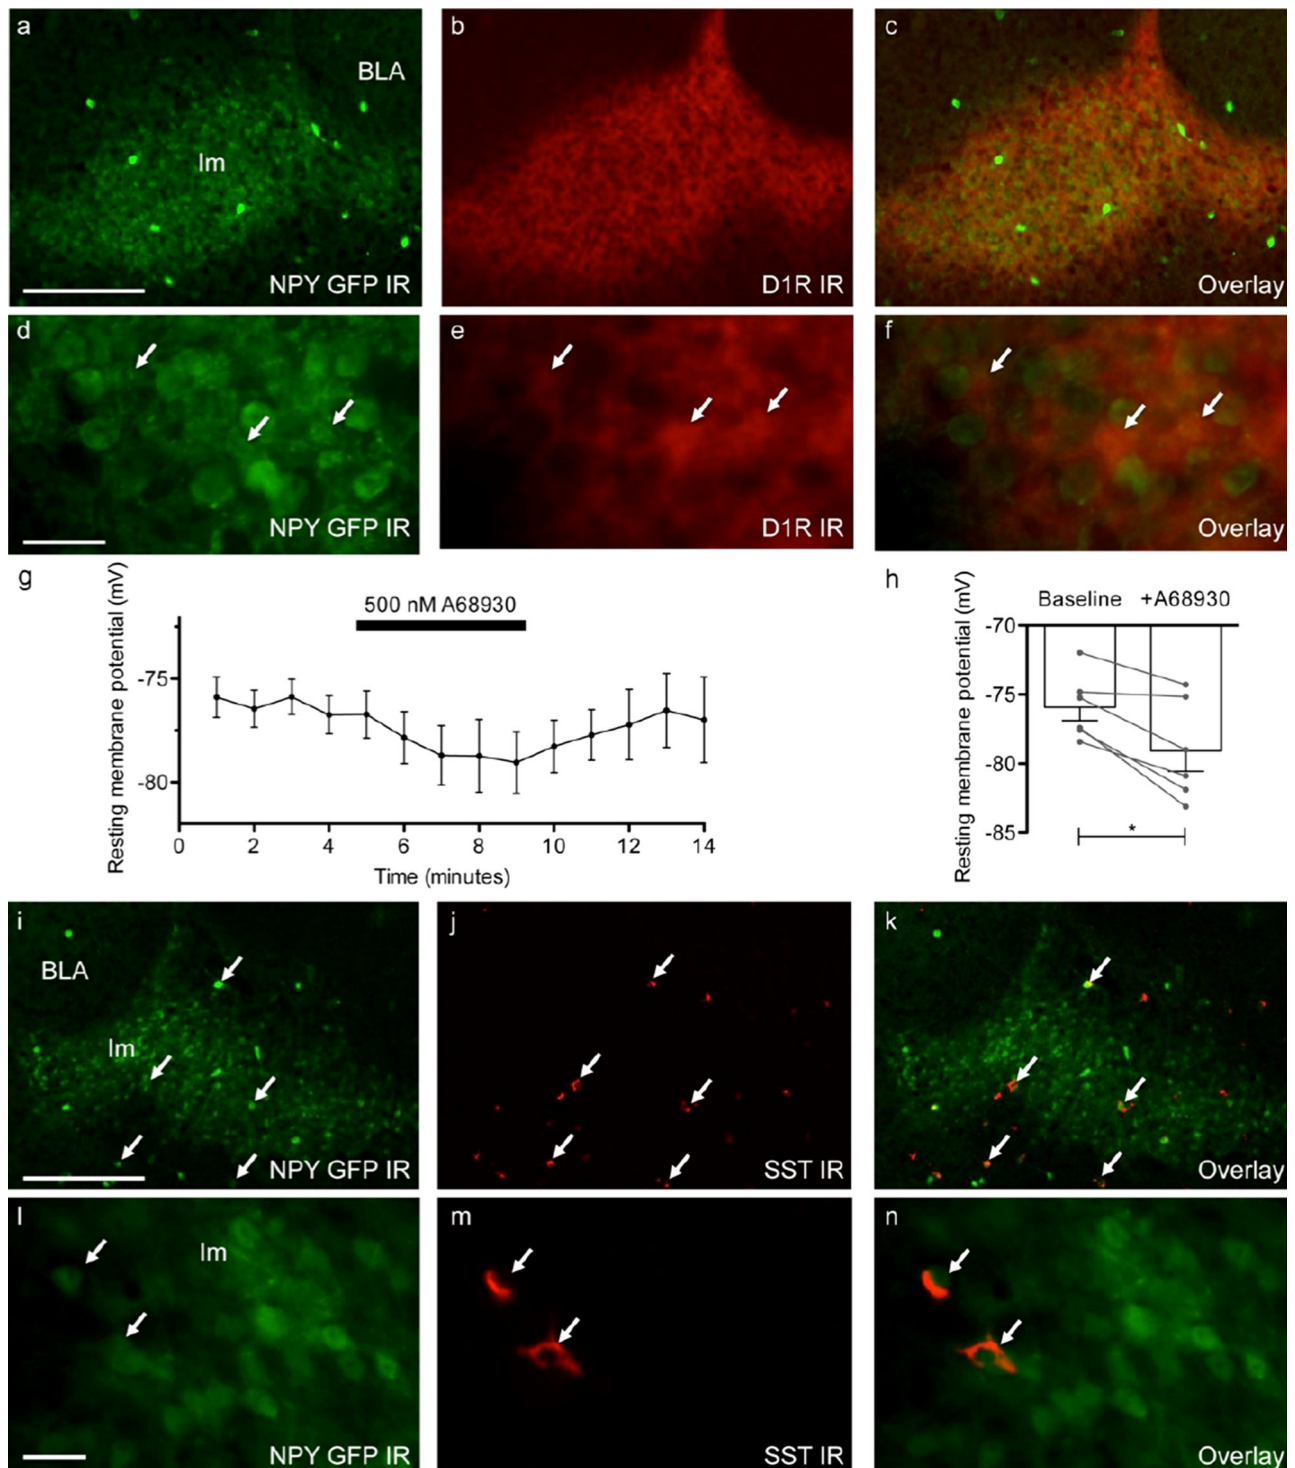 a
BLA
Im
NPY GFP IR
b
D1R IR
c
Overlay
d
NPY GFP IR
e
D1R IR
f
Overlay
g
Resting membrane potential (mV)
500 nM A68930
-75
-80
0 2 4 6 8 10 12 14
Time (minutes)
h
Resting membrane potential (mV)
Baseline +A68930
-70
-75
-80
-85
*
i
BLA
Im
NPY GFP IR
j
SST IR
k
Overlay
l
Im
NPY GFP IR
m
SST IR
n
Overlay